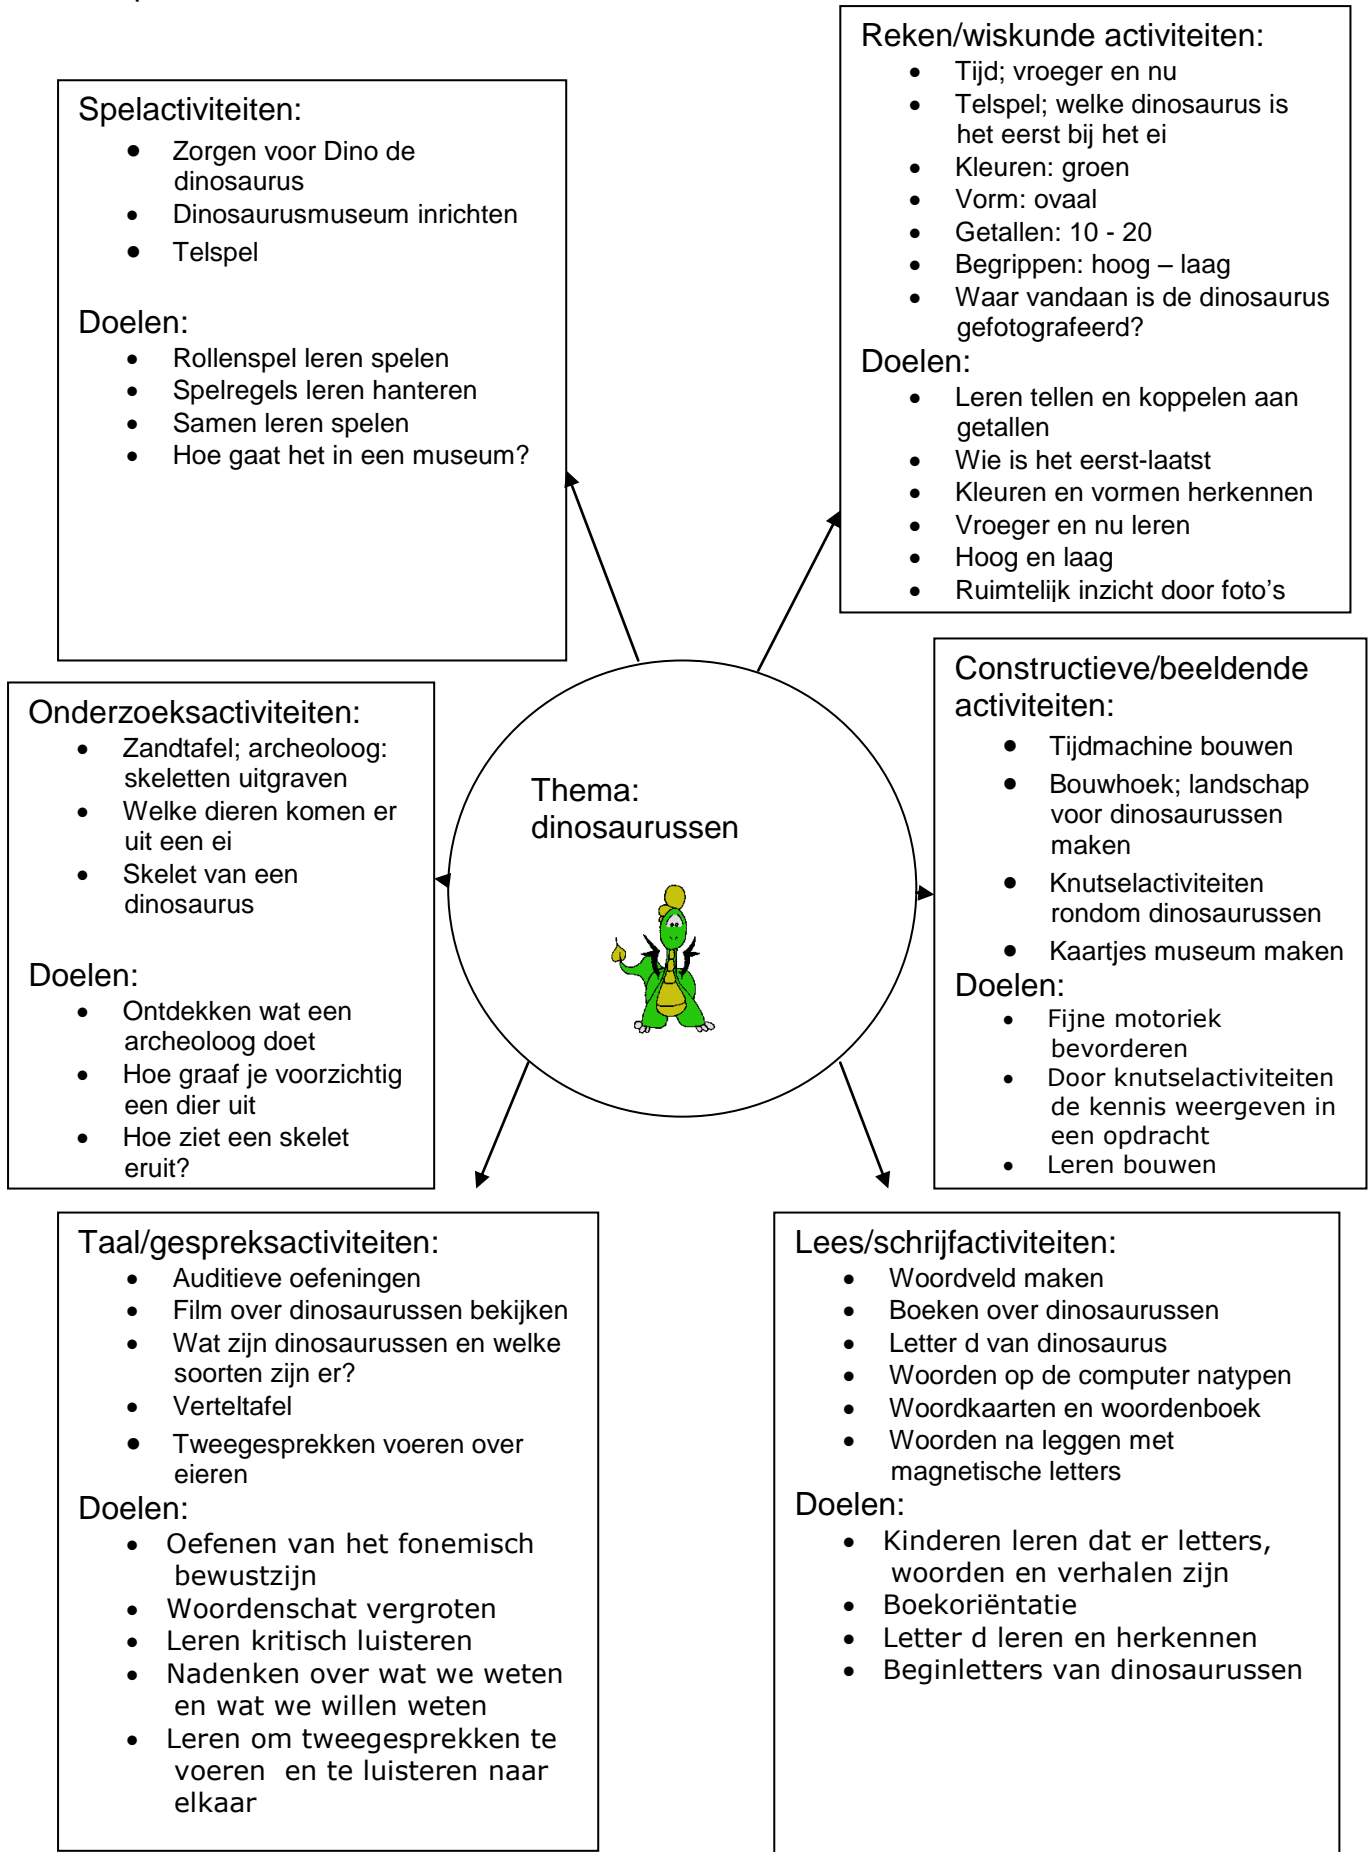 Spelactiviteiten:
• Zorgen voor Dino de
dinosaurus
• Dinosaurusmuseum inrichten
• Telspel
Doelen:
• Rollenspel leren spelen
• Spelregels leren hanteren
• Samen leren spelen
• Hoe gaat het in een museum?
Reken/wiskunde activiteiten:
• Tijd; vroeger en nu
• Telspel; welke dinosaurus is
het eerst bij het ei
• Kleuren: groen
• Vorm: ovaal
• Getallen: 10 - 20
• Begrippen: hoog – laag
• Waar vandaan is de dinosaurus
gefotografeerd?
Doelen:
• Leren tellen en koppelen aan
getallen
• Wie is het eerst-laatst
• Kleuren en vormen herkennen
• Vroeger en nu leren
• Hoog en laag
• Ruimtelijk inzicht door foto’s
Onderzoeksactiviteiten:
• Zandtafel; archeoloog:
skeletten uitgraven
• Welke dieren komen er
uit een ei
• Skelet van een
dinosaurus
Doelen:
• Ontdekken wat een
archeoloog doet
• Hoe graaf je voorzichtig
een dier uit
• Hoe ziet een skelet
eruit?
Thema:
dinosaurussen
Constructieve/beeldende
activiteiten:
• Tijdmachine bouwen
• Bouwhoek; landschap
voor dinosaurussen
maken
• Knutselactiviteiten
rondom dinosaurussen
• Kaartjes museum maken
Doelen:
• Fijne motoriek
bevorderen
• Door knutselactiviteiten
de kennis weergeven in
een opdracht
• Leren bouwen
Taal/gespreksactiviteiten:
• Auditieve oefeningen
• Film over dinosaurussen bekijken
• Wat zijn dinosaurussen en welke
soorten zijn er?
• Verteltafel
• Tweegesprekken voeren over
eieren
Doelen:
• Oefenen van het fonemisch
bewustzijn
• Woordenschat vergroten
• Leren kritisch luisteren
• Nadenken over wat we weten
en wat we willen weten
• Leren om tweegesprekken te
voeren en te luisteren naar
elkaar
Lees/schrijfactiviteiten:
• Woordveld maken
• Boeken over dinosaurussen
• Letter d van dinosaurus
• Woorden op de computer natypen
• Woordkaarten en woordenboek
• Woorden na leggen met
magnetische letters
Doelen:
• Kinderen leren dat er letters,
woorden en verhalen zijn
• Boekoriëntatie
• Letter d leren en herkennen
• Beginletters van dinosaurussen